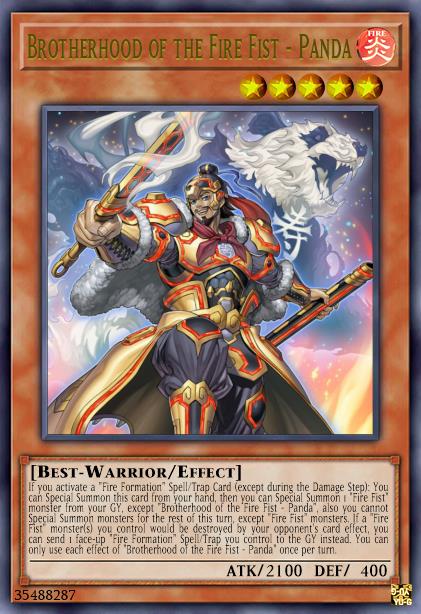 Brotherhood of the Fire Fist - Panda
FIRE
炎
寿
[Best-Warrior/Effect]
If you activate a "Fire Formation" Spell/Trap Card (except during the Damage Step): You
can Special Summon this card from your hand, then you can Special Summon 1 "Fire Fist"
monster from your GY, except "Brotherhood of the Fire Fist - Panda", also you cannot
Special Summon monsters for the rest of this turn, except "Fire Fist" monsters. If a "Fire
Fist" monster(s) you control would be destroyed by your opponent's card effect, you
can send 1 face-up "Fire Formation" Spell/Trap you control to the GY instead. You can
only use each effect of "Brotherhood of the Fire Fist - Panda" once per turn.
ATK/2100 DEF/ 400
35488287